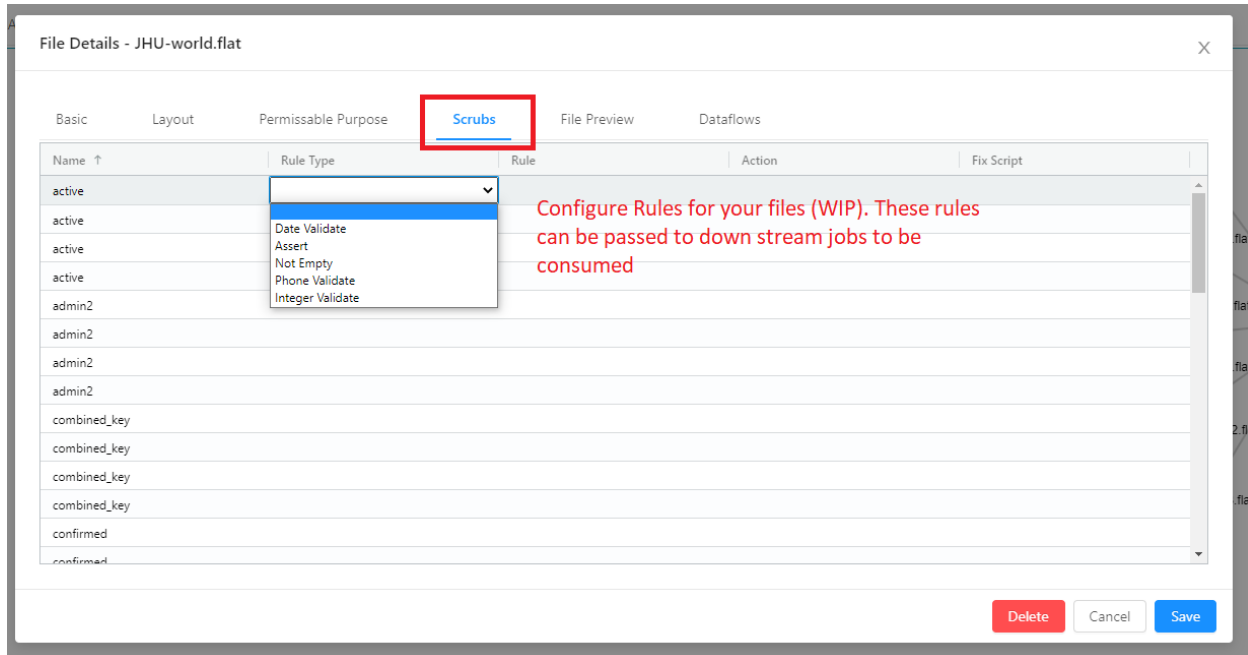 File Details - JHU-world.flat
X
Basic Layout Permissable Purpose Scrubs File Preview Dataflows
Name ↑ Rule Type Rule Action Fix Script
active
active
active
active
admin2
admin2
admin2
admin2
combined_key
combined_key
combined_key
combined_key
confirmed
confirmed
Date Validate
Assert
Not Empty
Phone Validate
Integer Validate
Configure Rules for your files (WIP). These rules
can be passed to down stream jobs to be
consumed
Delete Cancel Save